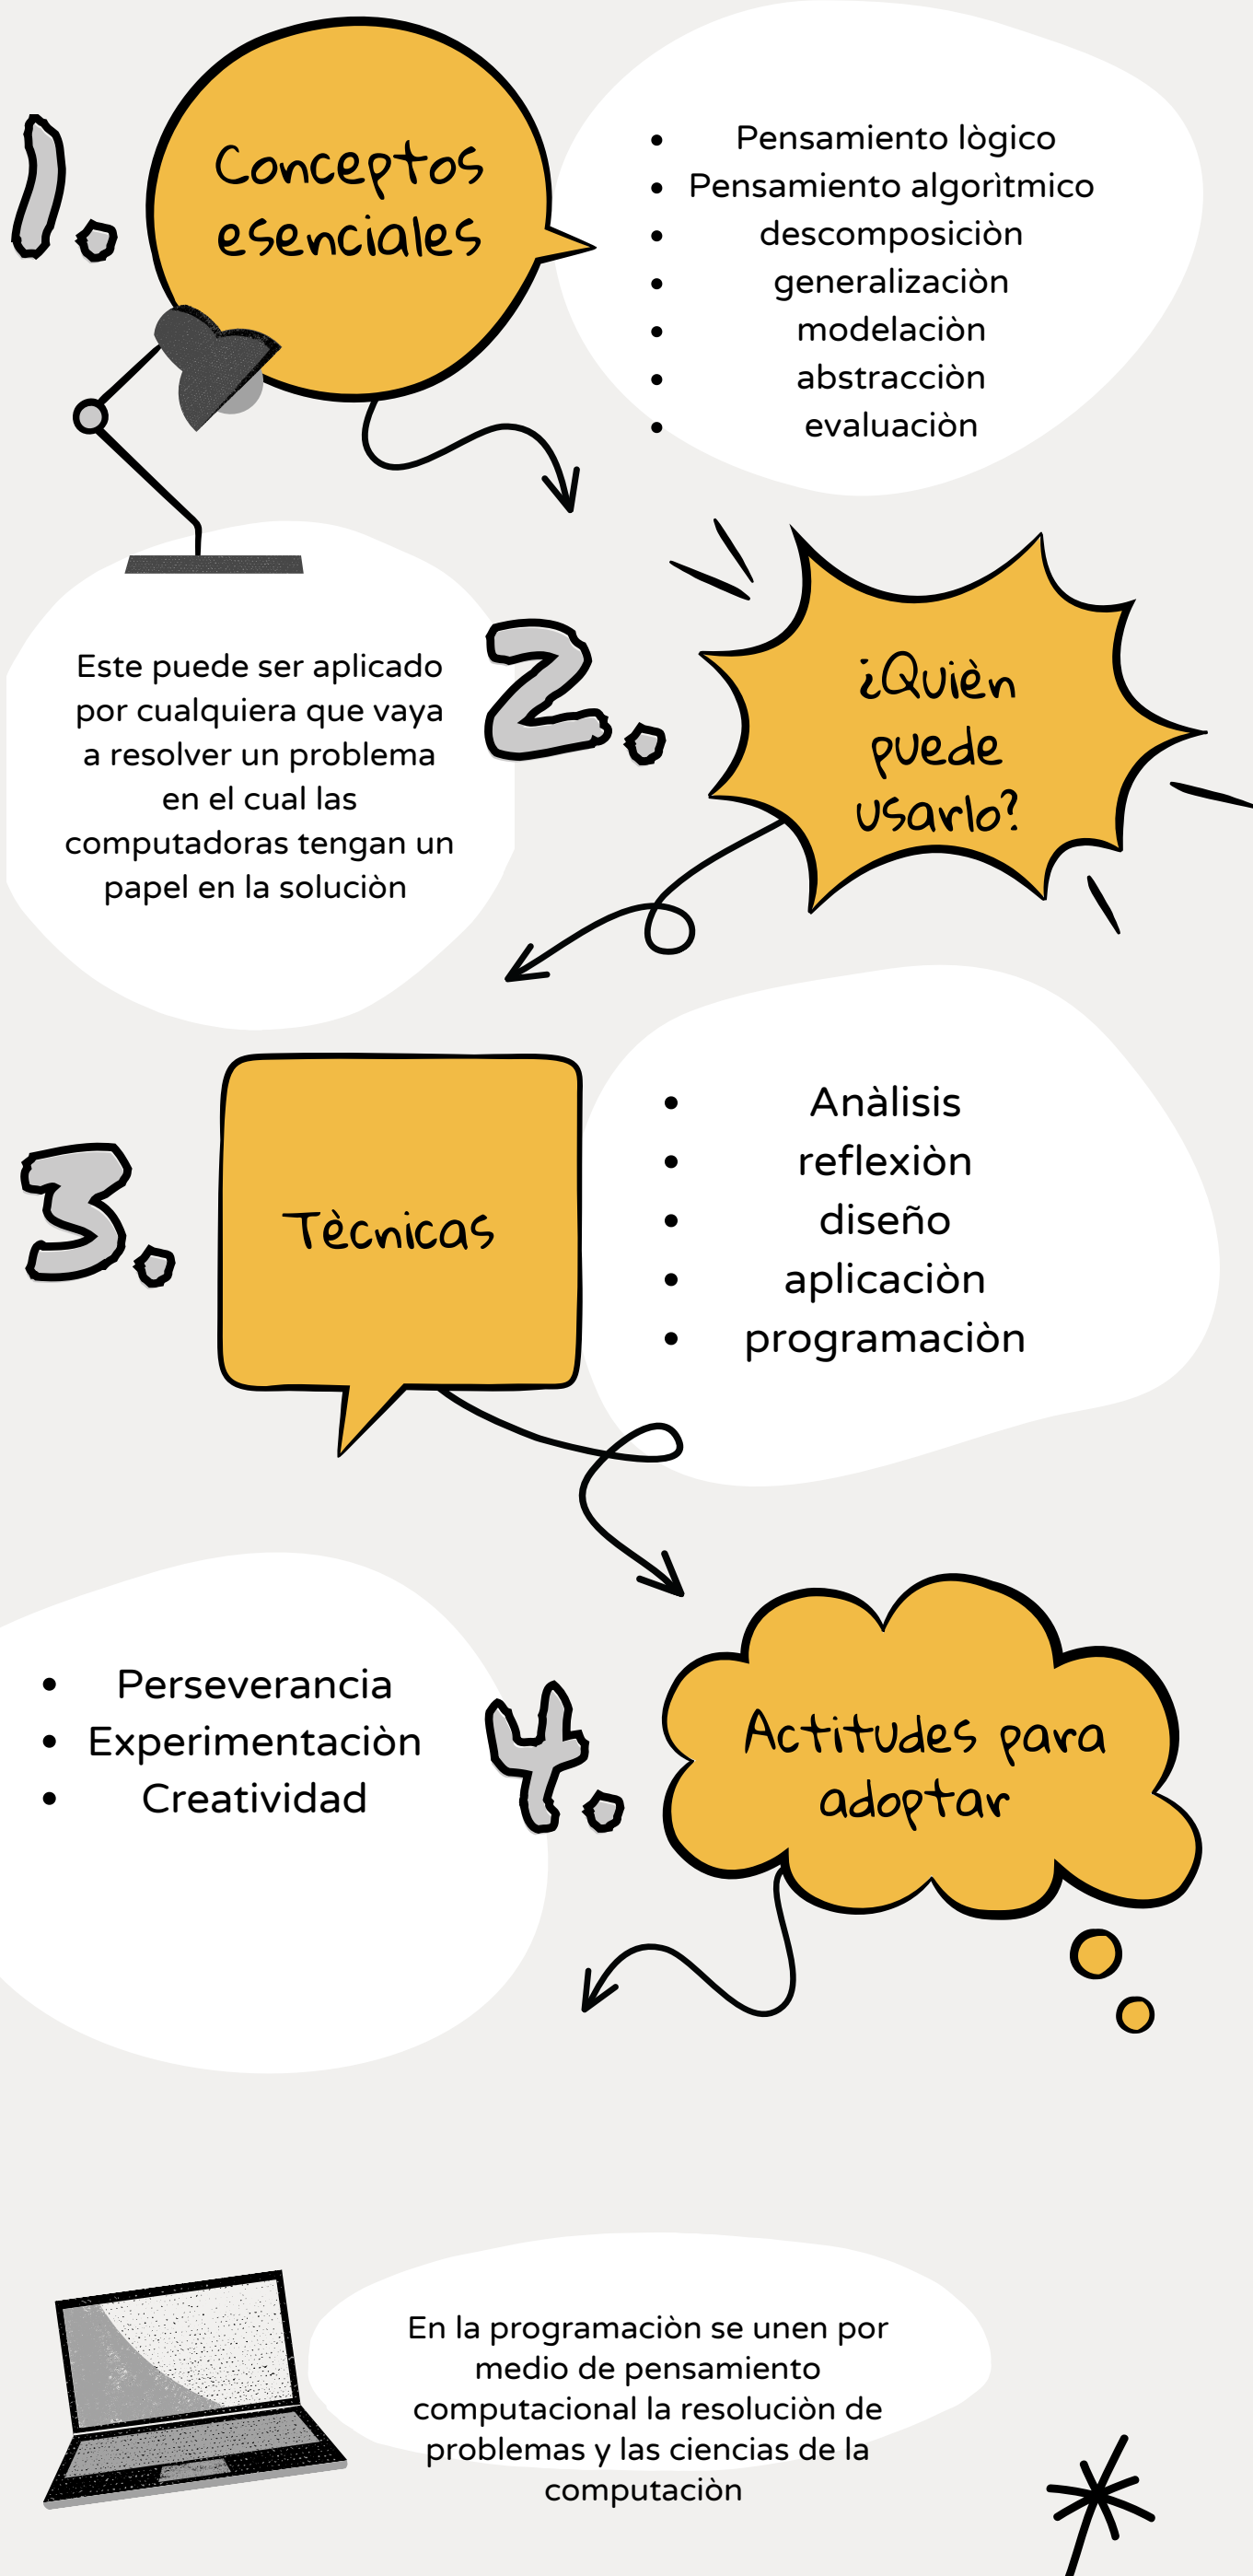 1.
Conceptos
esenciales
• Pensamiento lògico
• Pensamiento algorìtmico
• descomposiciòn
• generalizaciòn
• modelaciòn
• abstracciòn
• evaluaciòn
2.
¿Quièn
puede
usarlo?
Este puede ser aplicado
por cualquiera que vaya
a resolver un problema
en el cual las
computadoras tengan un
papel en la soluciòn
3.
Tècnicas
• Anàlisis
• reflexiòn
• diseño
• aplicaciòn
• programaciòn
4.
Actitudes para
adoptar
• Perseverancia
• Experimentaciòn
• Creatividad
En la programaciòn se unen por
medio de pensamiento
computacional la resoluciòn de
problemas y las ciencias de la
computaciòn